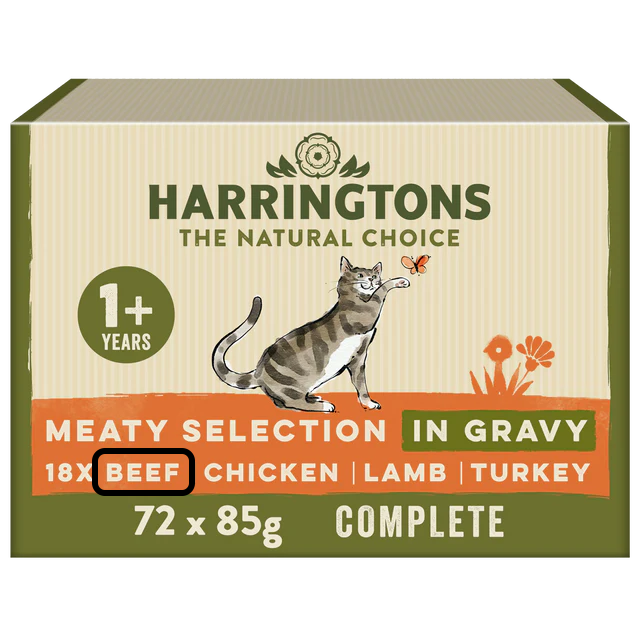 HARRINGTONS
THE NATURAL CHOICE
1+
YEARS
MEATY SELECTION IN GRAVY
18X BEEF CHICKEN | LAMB | TURKEY
72 x 85g COMPLETE